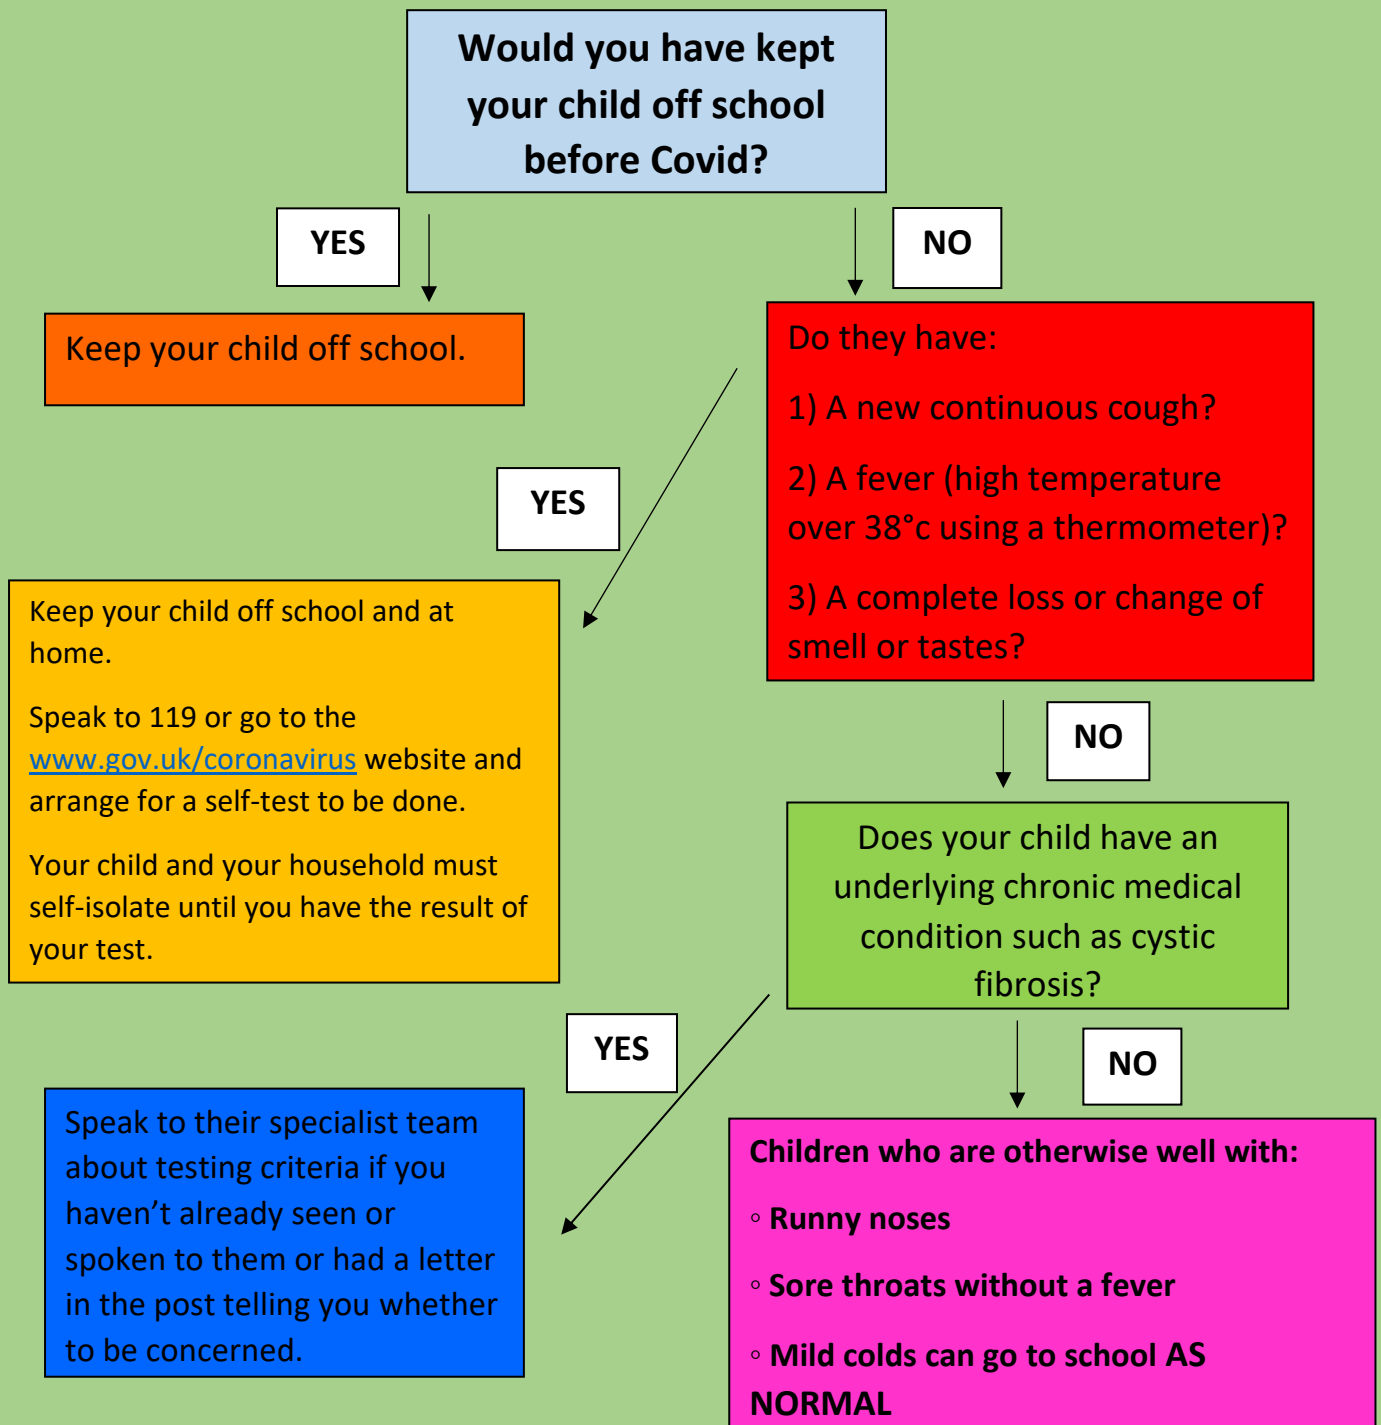 Would you have kept
your child off school
before Covid?
YES
NO
Keep your child off school.
Do they have:
1) A new continuous cough?
2) A fever (high temperature
over 38°c using a thermometer)?
3) A complete loss or change of
smell or tastes?
YES
Keep your child off school and at
home.
Speak to 119 or go to the
www.gov.uk/coronavirus website and
arrange for a self-test to be done.
Your child and your household must
self-isolate until you have the result of
your test.
NO
Does your child have an
underlying chronic medical
condition such as cystic
fibrosis?
YES
NO
Speak to their specialist team
about testing criteria if you
haven’t already seen or
spoken to them or had a letter
in the post telling you whether
to be concerned.
Children who are otherwise well with:
◦ Runny noses
◦ Sore throats without a fever
◦ Mild colds can go to school AS
NORMAL